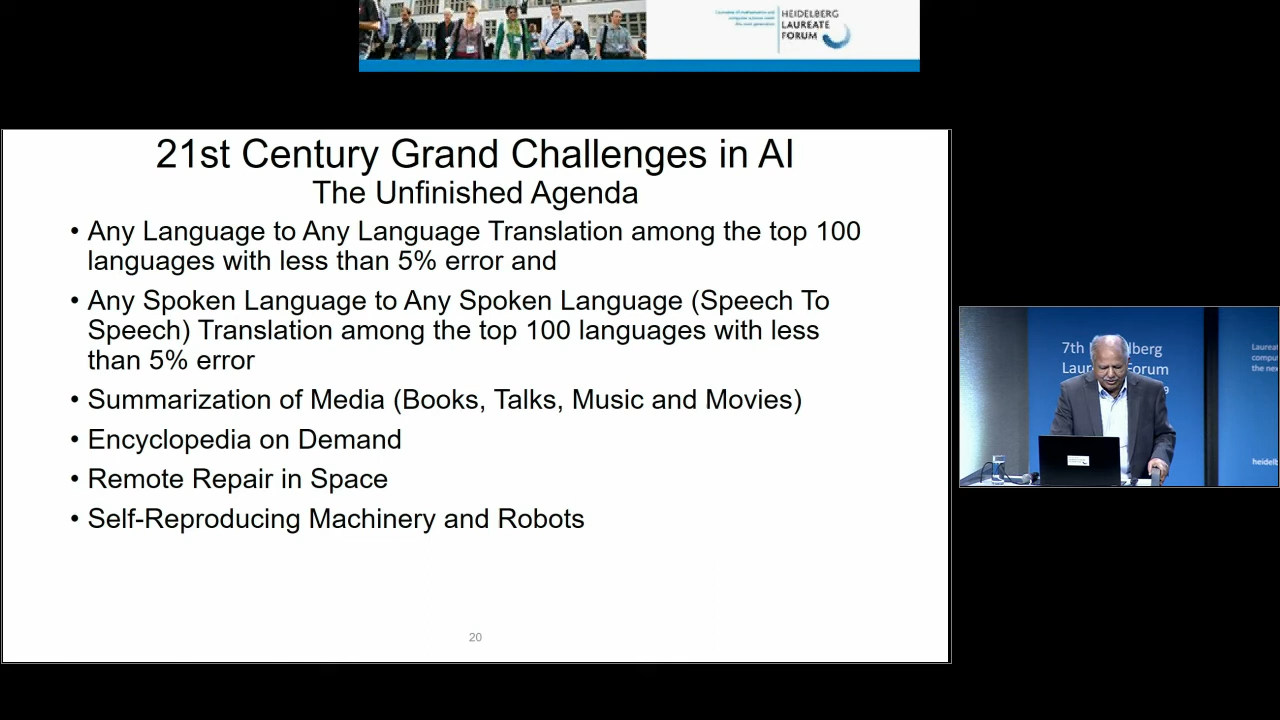 HEIDELBERG
LAUREATE
FORUM
21st Century Grand Challenges in AI
The Unfinished Agenda
• Any Language to Any Language Translation among the top 100
languages with less than 5% error and
• Any Spoken Language to Any Spoken Language (Speech To
Speech) Translation among the top 100 languages with less
than 5% error
• Summarization of Media (Books, Talks, Music and Movies)
• Encyclopedia on Demand
• Remote Repair in Space
• Self-Reproducing Machinery and Robots
20
7th
Forum